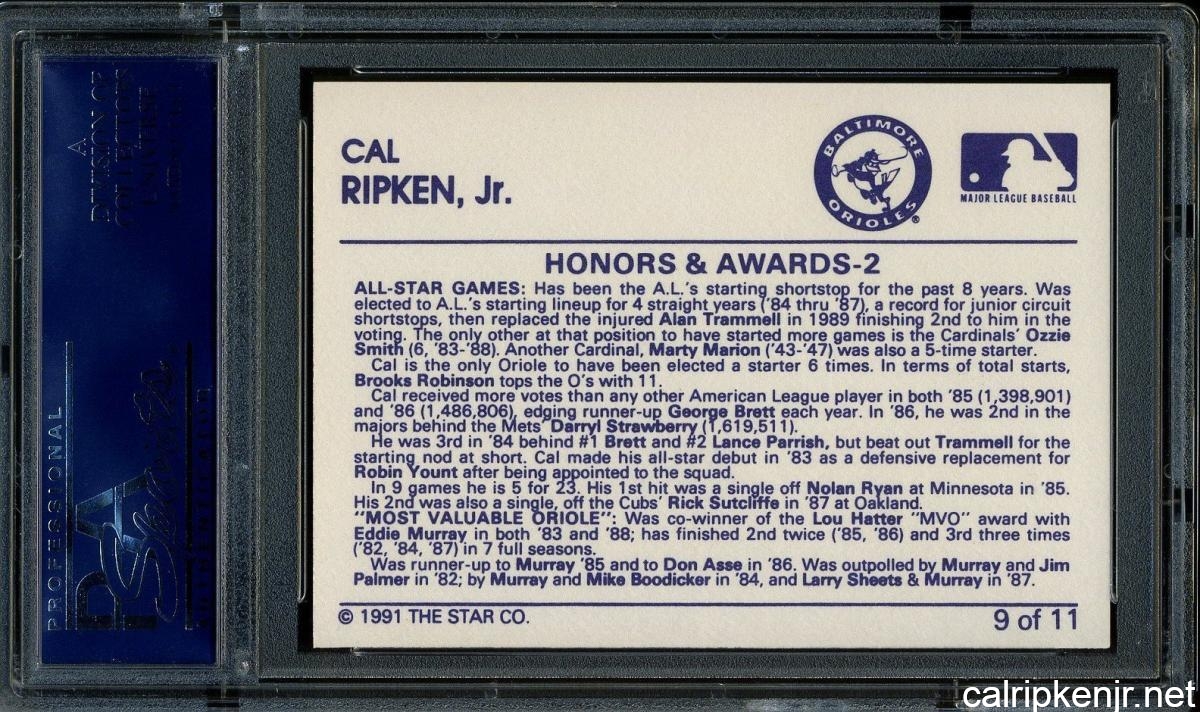 A
DIVISION OF
COLLECTORS
UNIVERSE
PROFESSIONAL
PSA
Authentication
CAL
RIPKEN, Jr.
BALTIMORE
ORIOLES
®
MAJOR LEAGUE BASEBALL
HONORS & AWARDS-2
ALL-STAR GAMES: Has been the A.L.'s starting shortstop for the past 8 years. Was
elected to A.L.'s starting lineup for 4 straight years ('84 thru '87), a record for junior circuit
shortstops, then replaced the injured Alan Trammell in 1989 finishing 2nd to him in the
voting. The only other at that position to have started more games is the Cardinals' Ozzie
Smith (6, '83-'88). Another Cardinal, Marty Marion ('43-'47) was also a 5-time starter.
Cal is the only Oriole to have been elected a starter 6 times. In terms of total starts,
Brooks Robinson tops the O's with 11.
Cal received more votes than any other American League player in both '85 (1,398,901)
and '86 (1,486,806), edging runner-up George Brett each year. In '86, he was 2nd in the
majors behind the Mets' Darryl Strawberry (1,619,511).
He was 3rd in '84 behind #1 Brett and #2 Lance Parrish, but beat out Trammell for the
starting nod at short. Cal made his all-star debut in '83 as a defensive replacement for
Robin Yount after being appointed to the squad.
In 9 games he is 5 for 23. His 1st hit was a single off Nolan Ryan at Minnesota in '85.
His 2nd was also a single, off the Cubs' Rick Sutcliffe in '87 at Oakland.
"MOST VALUABLE ORIOLE": Was co-winner of the Lou Hatter "MVO" award with
Eddie Murray in both '83 and '88; has finished 2nd twice ('85, '86) and 3rd three times
('82, '84, '87) in 7 full seasons.
Was runner-up to Murray '85 and to Don Asse in '86. Was outpolled by Murray and Jim
Palmer in '82; by Murray and Mike Boodicker in '84, and Larry Sheets & Murray in '87.
© 1991 THE STAR CO.
9 of 11
calripkenjr.net